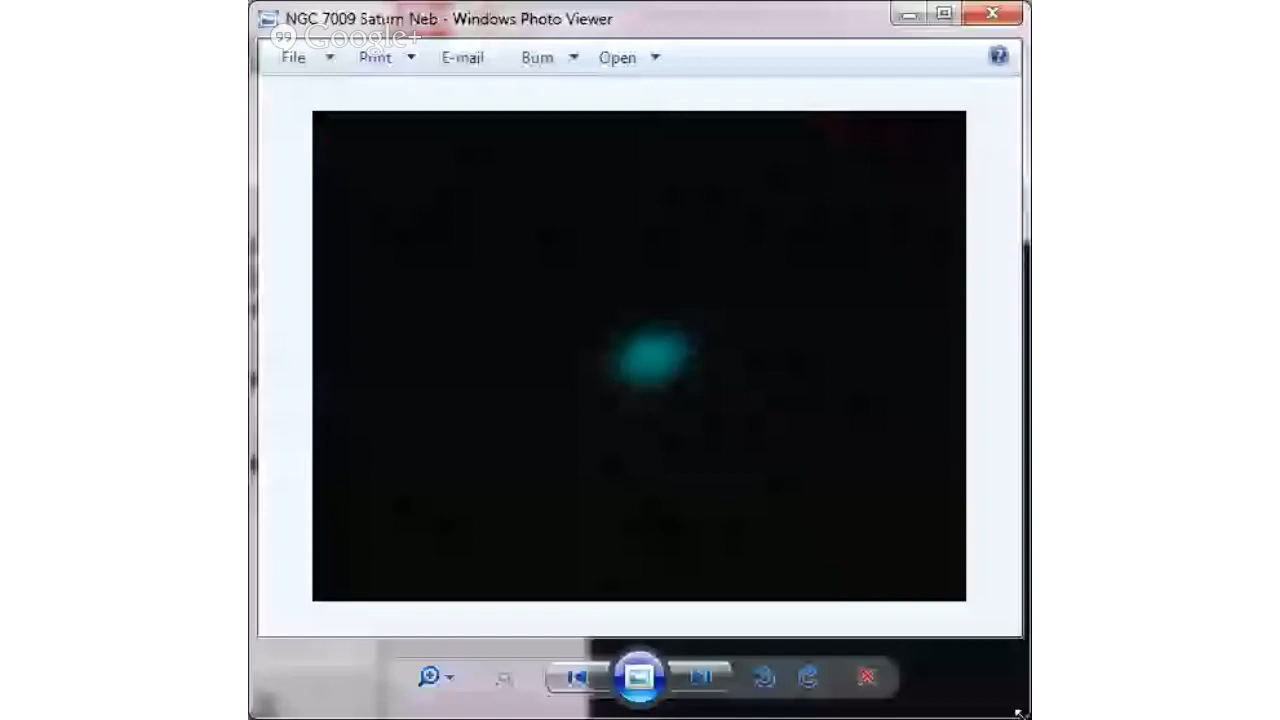 NGC 7009 Saturn Neb - Windows Photo Viewer
Google+
File Print E-mail Burn Open